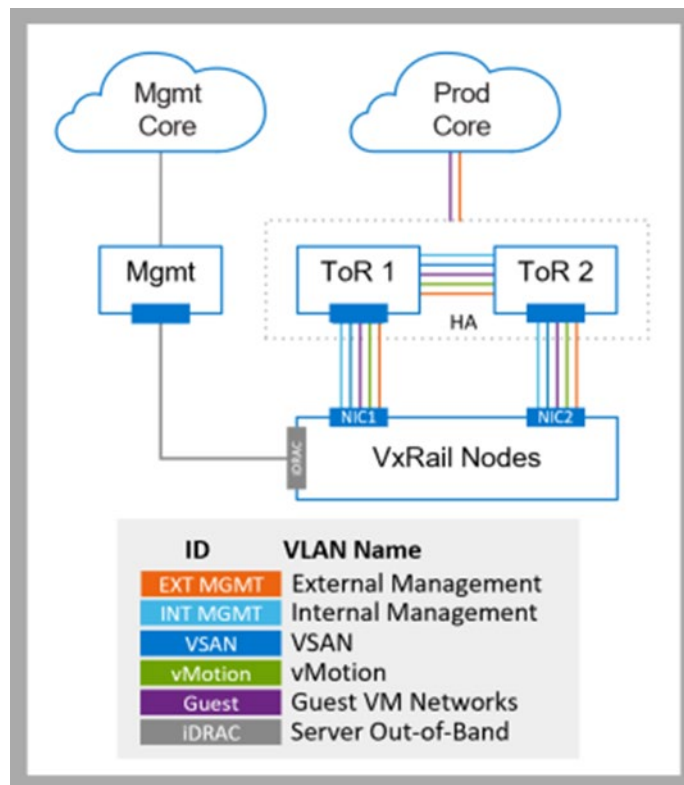 Mgmt
Core
Prod
Core
Mgmt
ToR 1
ToR 2
HA
NIC1
NIC2
iDRAC
VxRail Nodes
ID VLAN Name
EXT MGMT External Management
INT MGMT Internal Management
VSAN VSAN
vMotion vMotion
Guest Guest VM Networks
iDRAC Server Out-of-Band